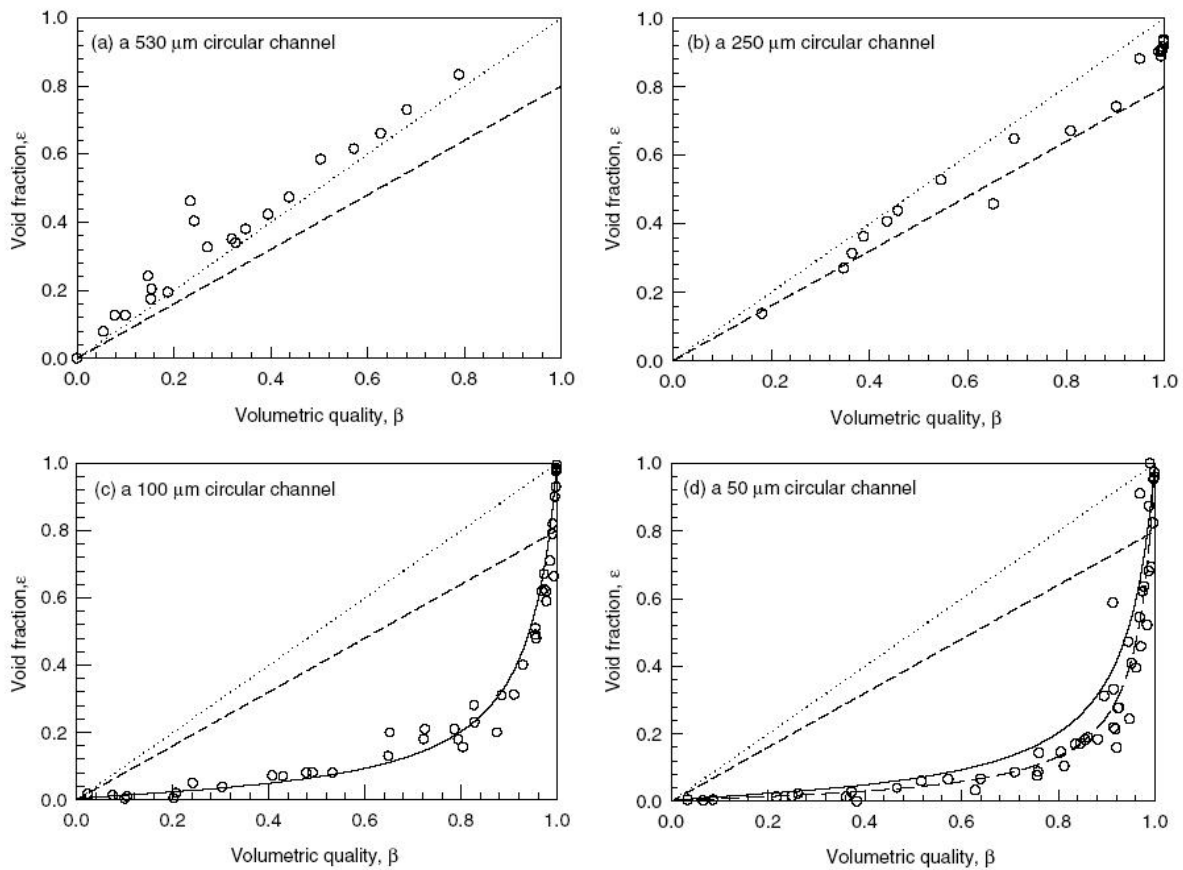 1.0
(a) a 530 μm circular channel
0.8
0.6
0.4
0.2
0.0
Void fraction,ε
0.0 0.2 0.4 0.6 0.8 1.0
Volumetric quality, β
1.0
(b) a 250 μm circular channel
0.8
0.6
0.4
0.2
0.0
Void fraction, ε
0.0 0.2 0.4 0.6 0.8 1.0
Volumetric quality, β
1.0
(c) a 100 μm circular channel
0.8
0.6
0.4
0.2
0.0
Void fraction,ε
0.0 0.2 0.4 0.6 0.8 1.0
Volumetric quality, β
1.0
(d) a 50 μm circular channel
0.8
0.6
0.4
0.2
0.0
Void fraction, ε
0.0 0.2 0.4 0.6 0.8 1.0
Volumetric quality, β